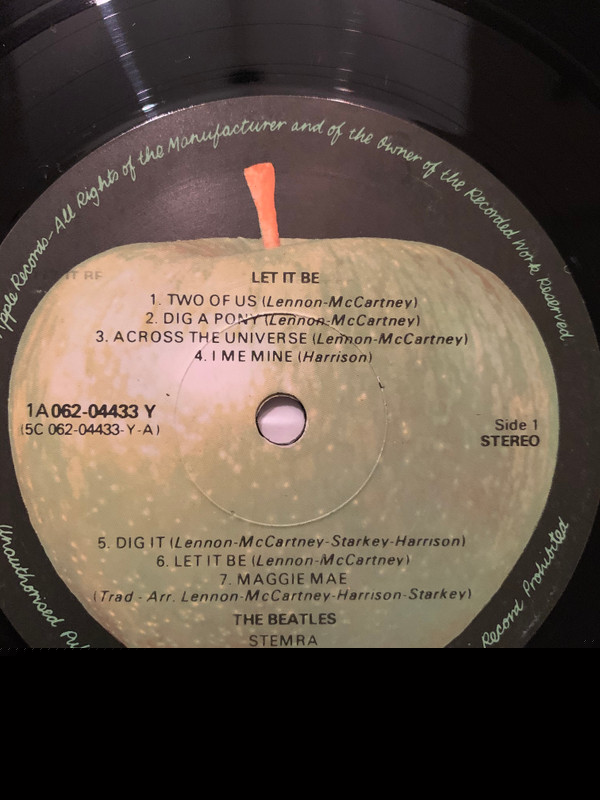 Apple Records-All Rights of the Manufacturer and of the Owner of the Recorded Work Reserved.
LET IT BE
1. TWO OF US (Lennon-McCartney)
2. DIG A PONY (Lennon-McCartney)
3. ACROSS THE UNIVERSE (Lennon-McCartney)
4. I ME MINE (Harrison)
1A 062-04433 Y
(5C 062-04433-Y-A)
Side 1
STEREO
5. DIG IT (Lennon-McCartney-Starkey-Harrison)
6. LET IT BE (Lennon-McCartney)
7. MAGGIE MAE
(Trad - Arr. Lennon-McCartney-Harrison-Starkey)
THE BEATLES
STEMRA
Unauthorised
Record Prohibited